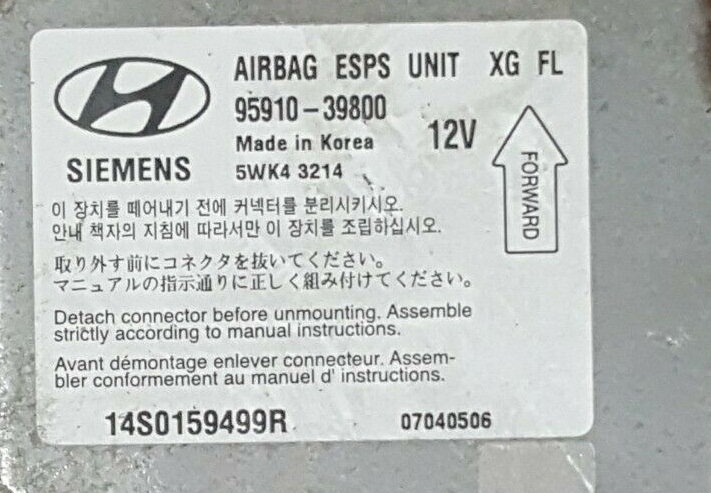 AIRBAG ESPS UNIT XG FL
95910-39800
Made in Korea 12V
SIEMENS 5WK4 3214
FORWARD
이 장치를 떼어내기 전에 커넥터를 분리시키시오.
안내 책자의 지침에 따라서만 이 장치를 조립하십시오.
取り外す前にコネクタを抜いてください。
マニュアルの指示通りに正しく組み付けてください。
Detach connector before unmounting. Assemble
strictly according to manual instructions.
Avant démontage enlever connecteur. Assem-
bler conformement au manuel d' instructions.
14S0159499R 07040506